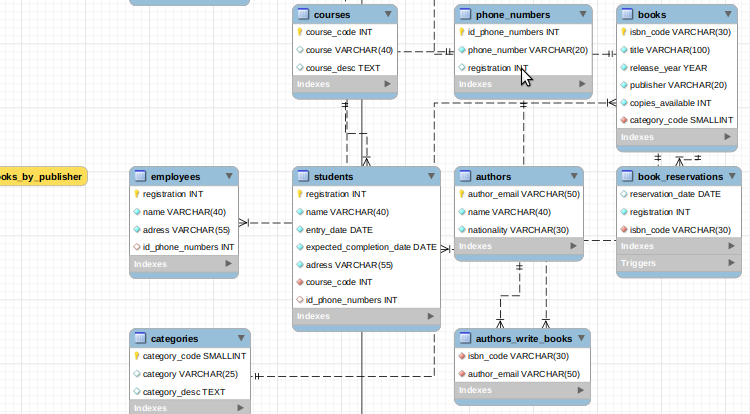 courses
course_code INT
course VARCHAR(40)
course_desc TEXT
Indexes
phone_numbers
id_phone_numbers INT
phone_number VARCHAR(20)
registration INT
Indexes
books
isbn_code VARCHAR(30)
title VARCHAR(100)
release_year YEAR
publisher VARCHAR(20)
copies_available INT
category_code SMALLINT
Indexes
oks_by_publisher
employees
registration INT
name VARCHAR(40)
adress VARCHAR(55)
id_phone_numbers INT
Indexes
students
registration INT
name VARCHAR(40)
entry_date DATE
expected_completion_date DATE
adress VARCHAR(55)
course_code INT
id_phone_numbers INT
Indexes
authors
author_email VARCHAR(50)
name VARCHAR(40)
nationality VARCHAR(30)
Indexes
book_reservations
reservation_date DATE
registration INT
isbn_code VARCHAR(30)
Indexes
Triggers
categories
category_code SMALLINT
category VARCHAR(25)
category_desc TEXT
Indexes
authors_write_books
isbn_code VARCHAR(30)
author_email VARCHAR(50)
Indexes